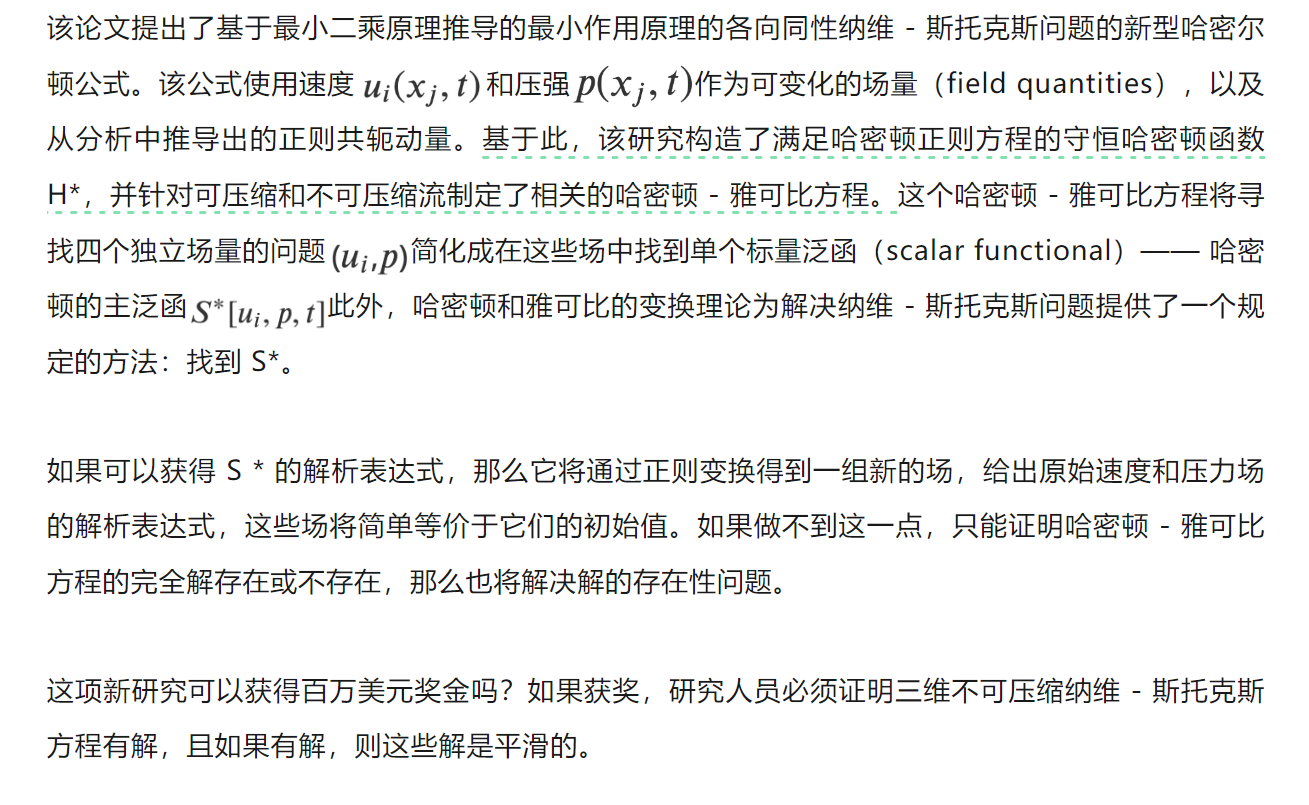 该论文提出了基于最小二乘原理推导的最小作用原理的各向同性纳维 - 斯托克斯问题的新型哈密尔
顿公式。该公式使用速度 uᵢ(xⱼ, t) 和压强 p(xⱼ, t)作为可变化的场量（field quantities），以及
从分析中推导出的正则共轭动量。基于此，该研究构造了满足哈密顿正则方程的守恒哈密顿函数
H*，并针对可压缩和不可压缩流制定了相关的哈密顿 - 雅可比方程。这个哈密顿 - 雅可比方程将寻
找四个独立场量的问题 (uᵢ,p)简化成在这些场中找到单个标量泛函（scalar functional）—— 哈密
顿的主泛函 S*[uᵢ, p, t]此外，哈密顿和雅可比的变换理论为解决纳维 - 斯托克斯问题提供了一个规
定的方法：找到 S*。
如果可以获得 S * 的解析表达式，那么它将通过正则变换得到一组新的场，给出原始速度和压力场
的解析表达式，这些场将简单等价于它们的初始值。如果做不到这一点，只能证明哈密顿 - 雅可比
方程的完全解存在或不存在，那么也将解决解的存在性问题。
这项新研究可以获得百万美元奖金吗？如果获奖，研究人员必须证明三维不可压缩纳维 - 斯托克斯
方程有解，且如果有解，则这些解是平滑的。